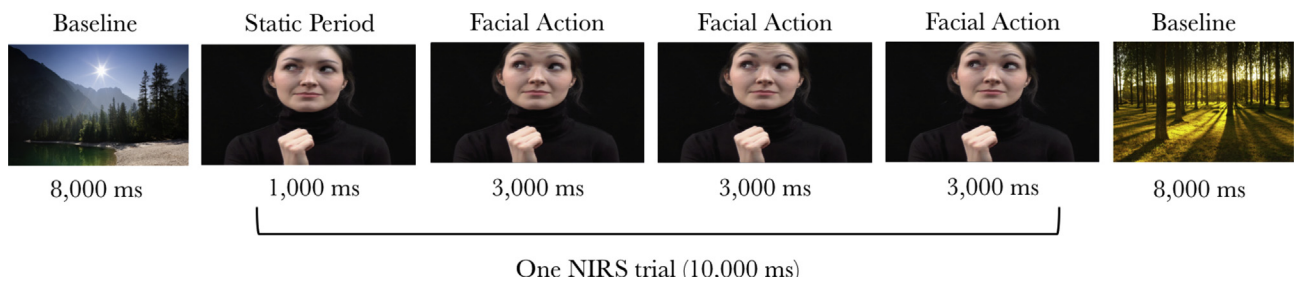 Baseline Static Period Facial Action Facial Action Facial Action Baseline
8,000 ms 1,000 ms 3,000 ms 3,000 ms 3,000 ms 8,000 ms
One NIRS trial (10,000 ms)